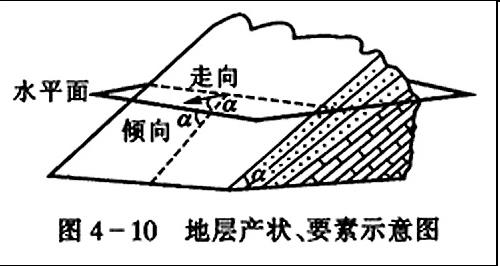 走向
水平面
α
倾向 α
α
图 4-10 地层产状、要素示意图